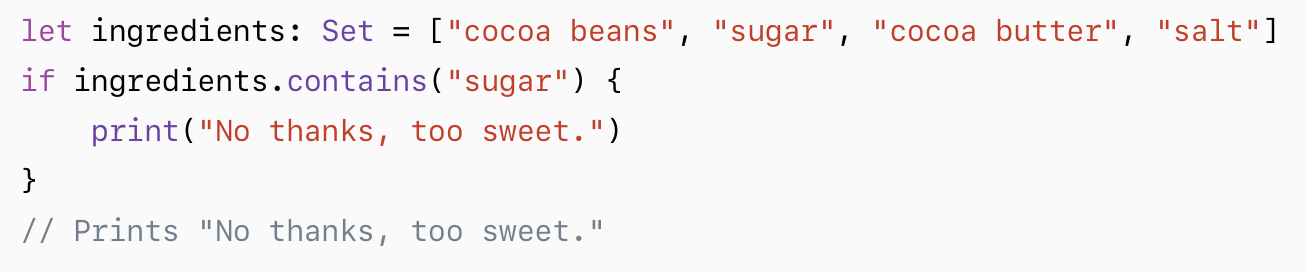 let ingredients: Set = ["cocoa beans", "sugar", "cocoa butter", "salt"]
if ingredients.contains("sugar") {
    print("No thanks, too sweet.")
}
// Prints "No thanks, too sweet."